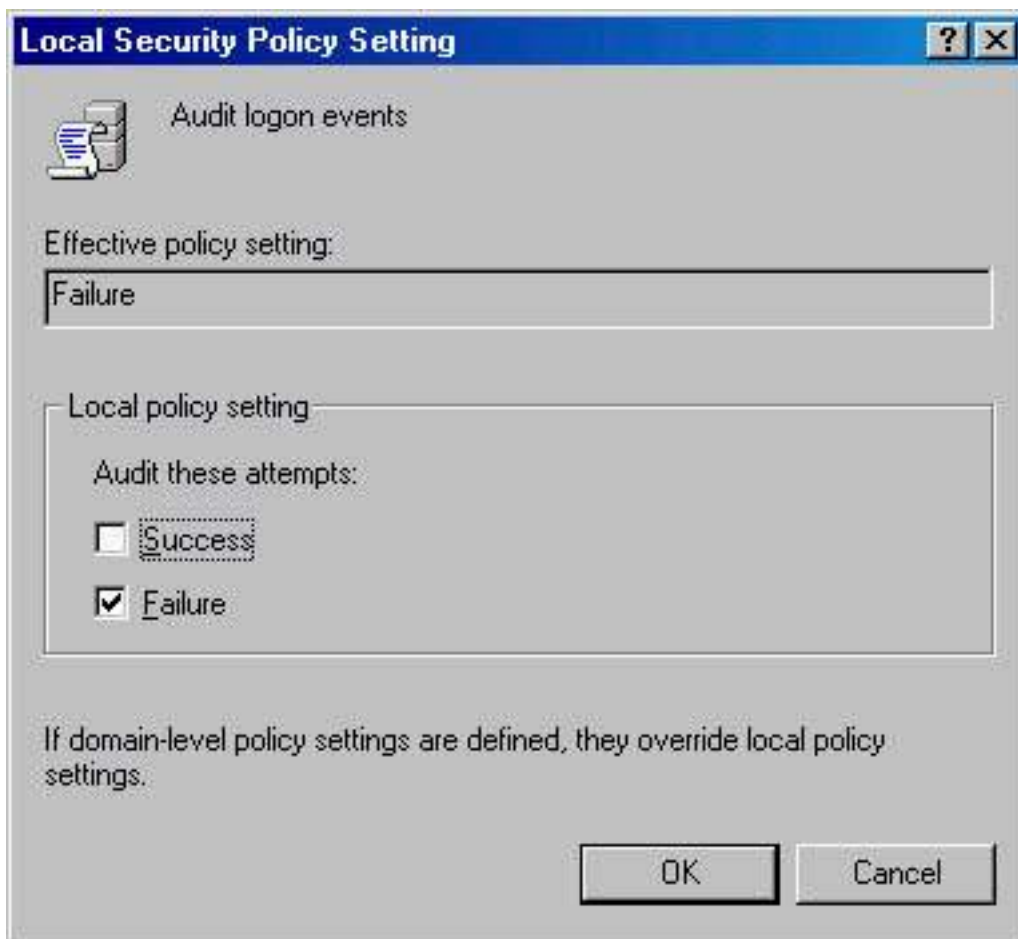 Local Security Policy Setting
Audit logon events
Effective policy setting:
Failure
Local policy setting
Audit these attempts:
Success
Failure
If domain-level policy settings are defined, they override local policy
settings.
OK
Cancel